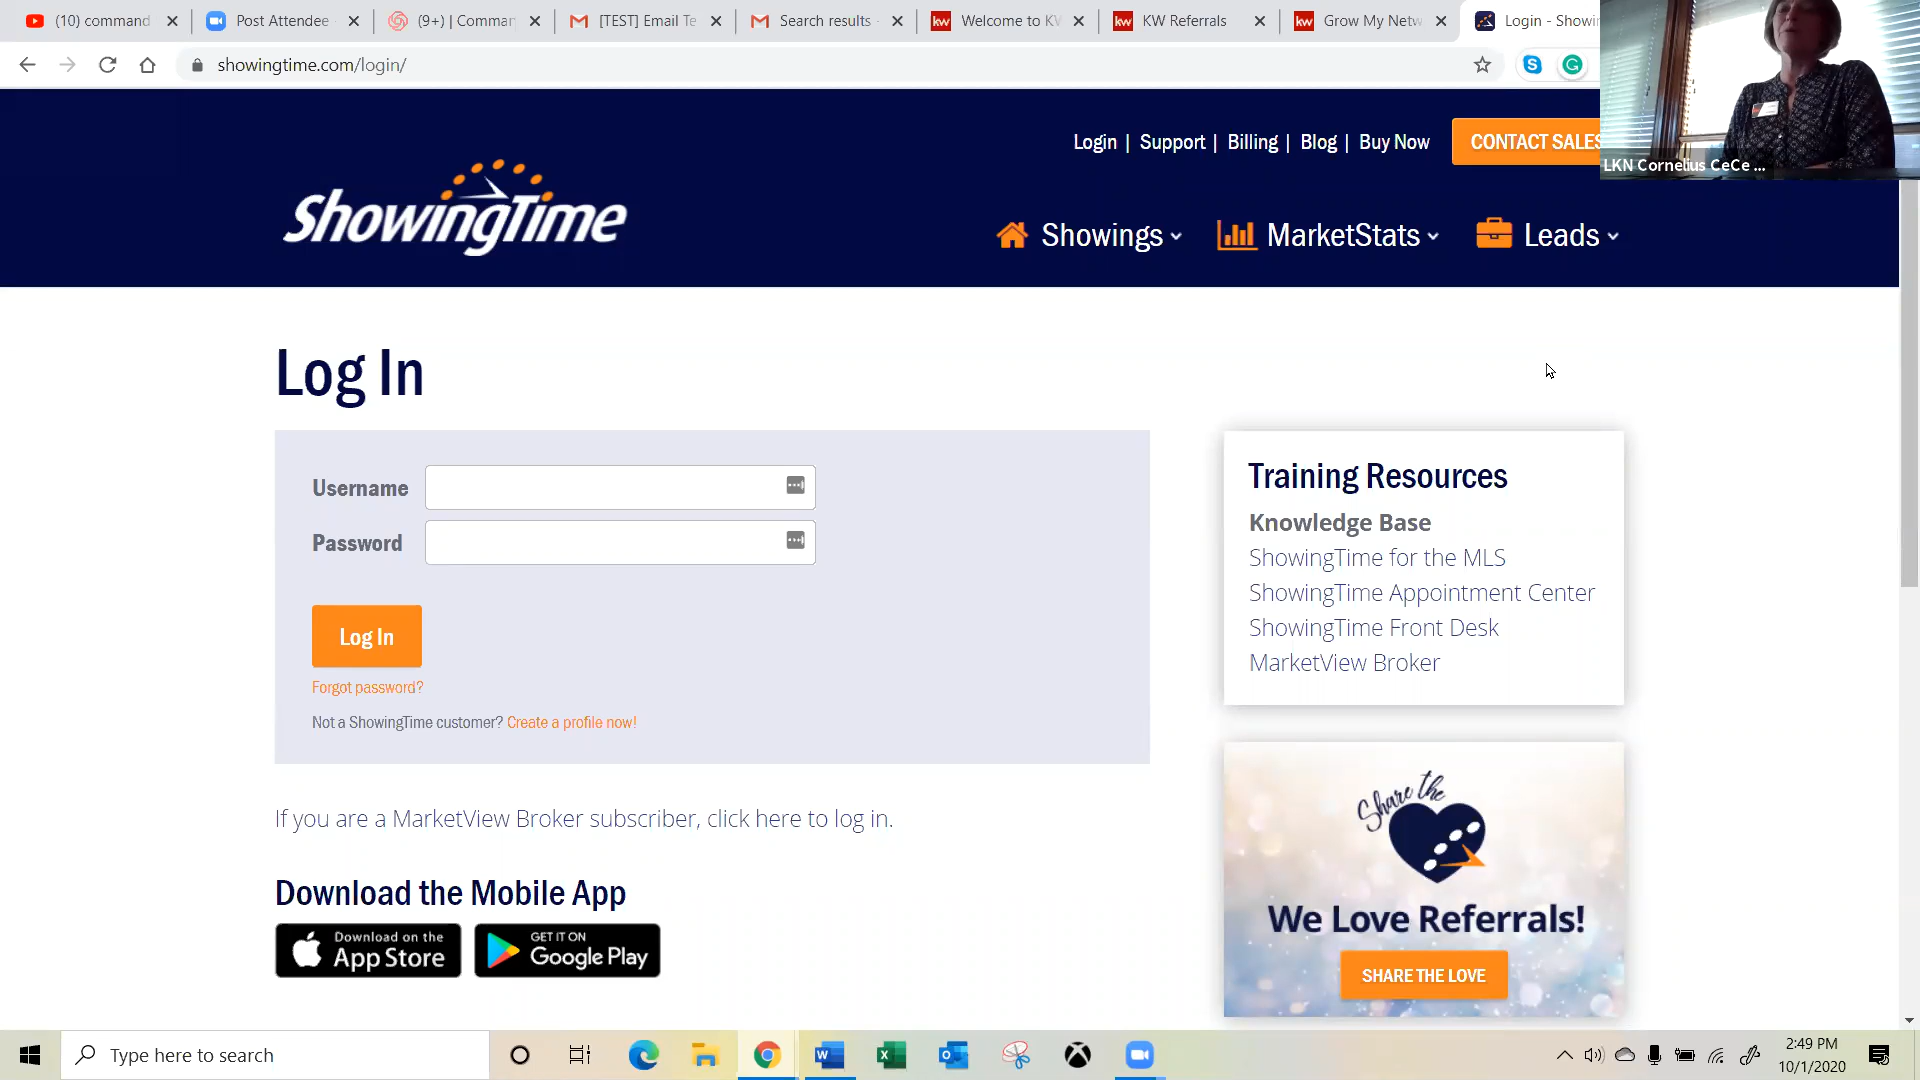 (10) command
Post Attendee
(9+) | Comman
[TEST] Email Te
Search results
Welcome to KW
KW Referrals
Grow My Netw
Login - Showi
showingtime.com/login/
Login | Support | Billing | Blog | Buy Now
CONTACT SALES
LKN Cornelius CeCe ...
ShowingTime
Showings
MarketStats
Leads
Log In
Username
Password
Log In
Forgot password?
Not a ShowingTime customer? Create a profile now!
If you are a MarketView Broker subscriber, click here to log in.
Download the Mobile App
Download on the
App Store
GET IT ON
Google Play
Training Resources
Knowledge Base
ShowingTime for the MLS
ShowingTime Appointment Center
ShowingTime Front Desk
MarketView Broker
Share the
We Love Referrals!
SHARE THE LOVE
Type here to search
2:49 PM
10/1/2020